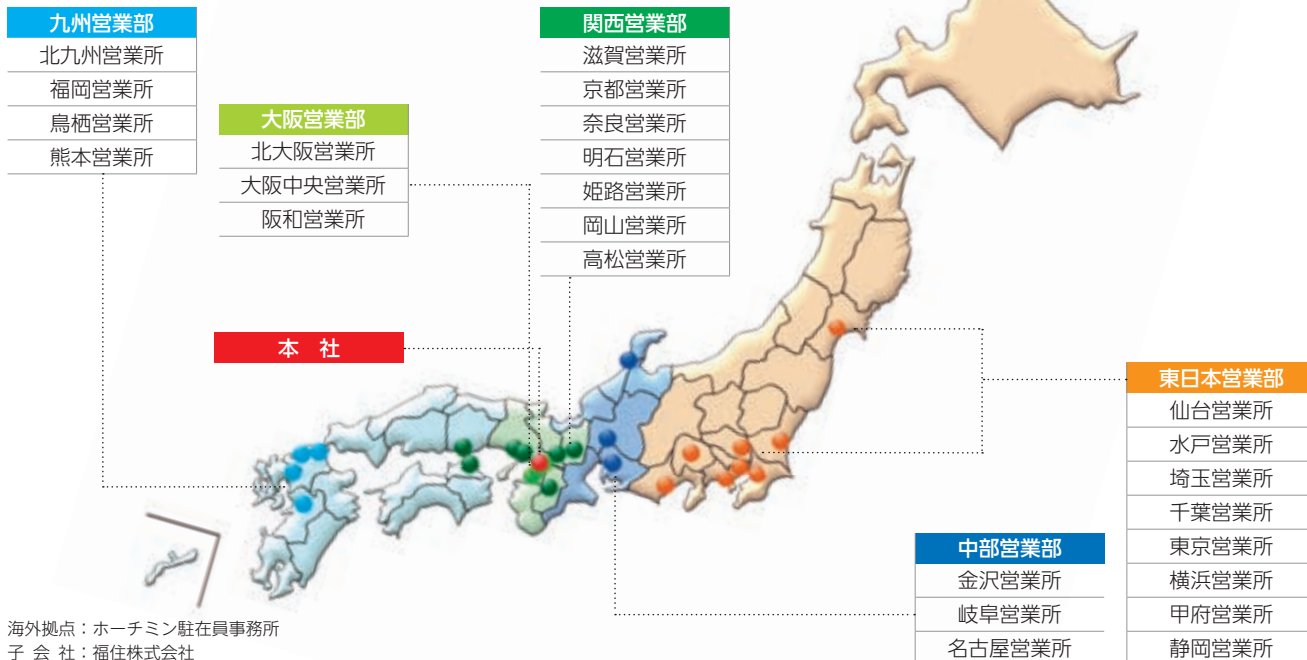 九州営業部
北九州営業所
福岡営業所
鳥栖営業所
熊本営業所
大阪営業部
北大阪営業所
大阪中央営業所
阪和営業所
関西営業部
滋賀営業所
京都営業所
奈良営業所
明石営業所
姫路営業所
岡山営業所
高松営業所
本 社
東日本営業部
仙台営業所
水戸営業所
埼玉営業所
千葉営業所
東京営業所
横浜営業所
甲府営業所
静岡営業所
中部営業部
金沢営業所
岐阜営業所
名古屋営業所
海外拠点：ホーチミン駐在員事務所
子 会 社：福住株式会社